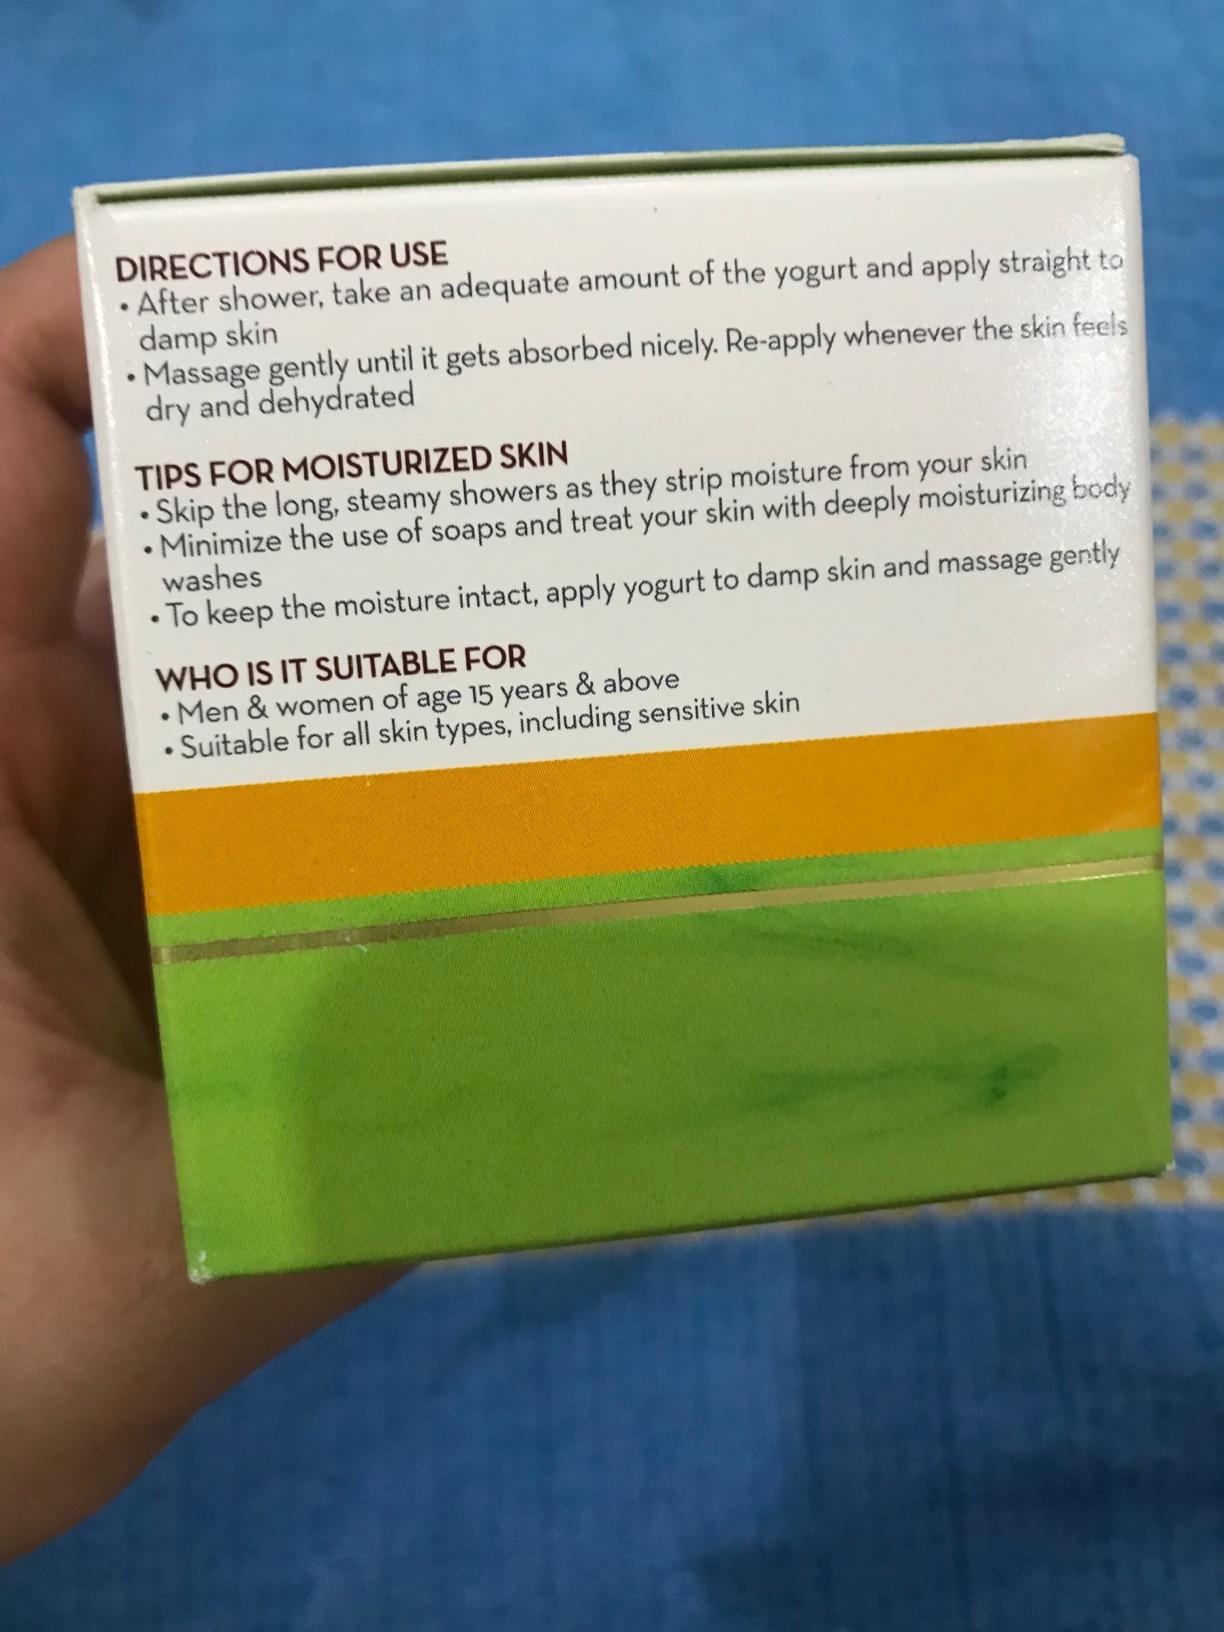 DIRECTIONS FOR USE
• After shower, take an adequate amount of the yogurt and apply straight to
damp skin
• Massage gently until it gets absorbed nicely. Re-apply whenever the skin feels
dry and dehydrated
TIPS FOR MOISTURIZED SKIN
• Skip the long, steamy showers as they strip moisture from your skin
• Minimize the use of soaps and treat your skin with deeply moisturizing body
washes
• To keep the moisture intact, apply yogurt to damp skin and massage gently
WHO IS IT SUITABLE FOR
• Men & women of age 15 years & above
• Suitable for all skin types, including sensitive skin